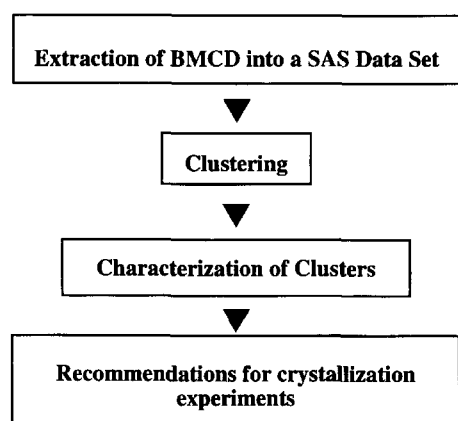 Extraction of BMCD into a SAS Data Set
Clustering
Characterization of Clusters
Recommendations for crystallization
experiments